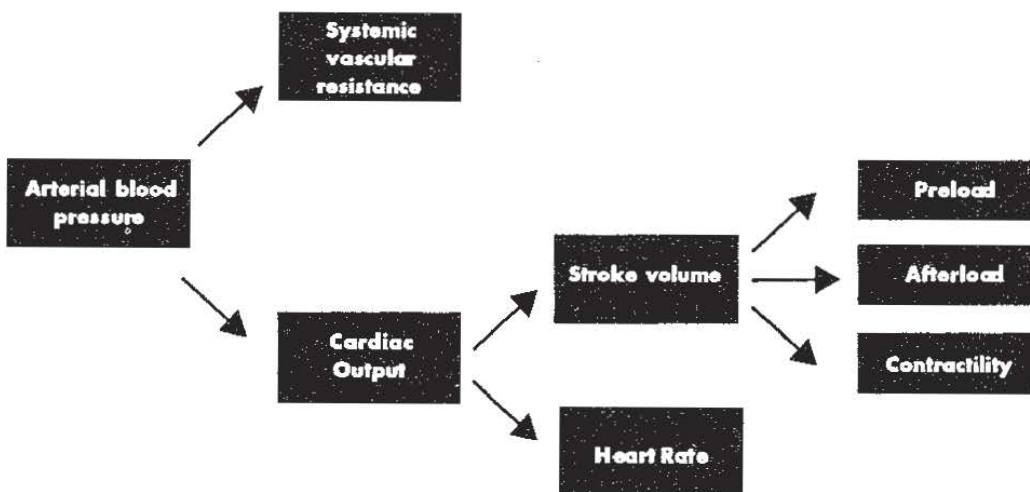 Systemic
vascular
resistance
Arterial blood
pressure
Preload
Stroke volume
Afterload
Cardiac
Output
Contractility
Heart Rate